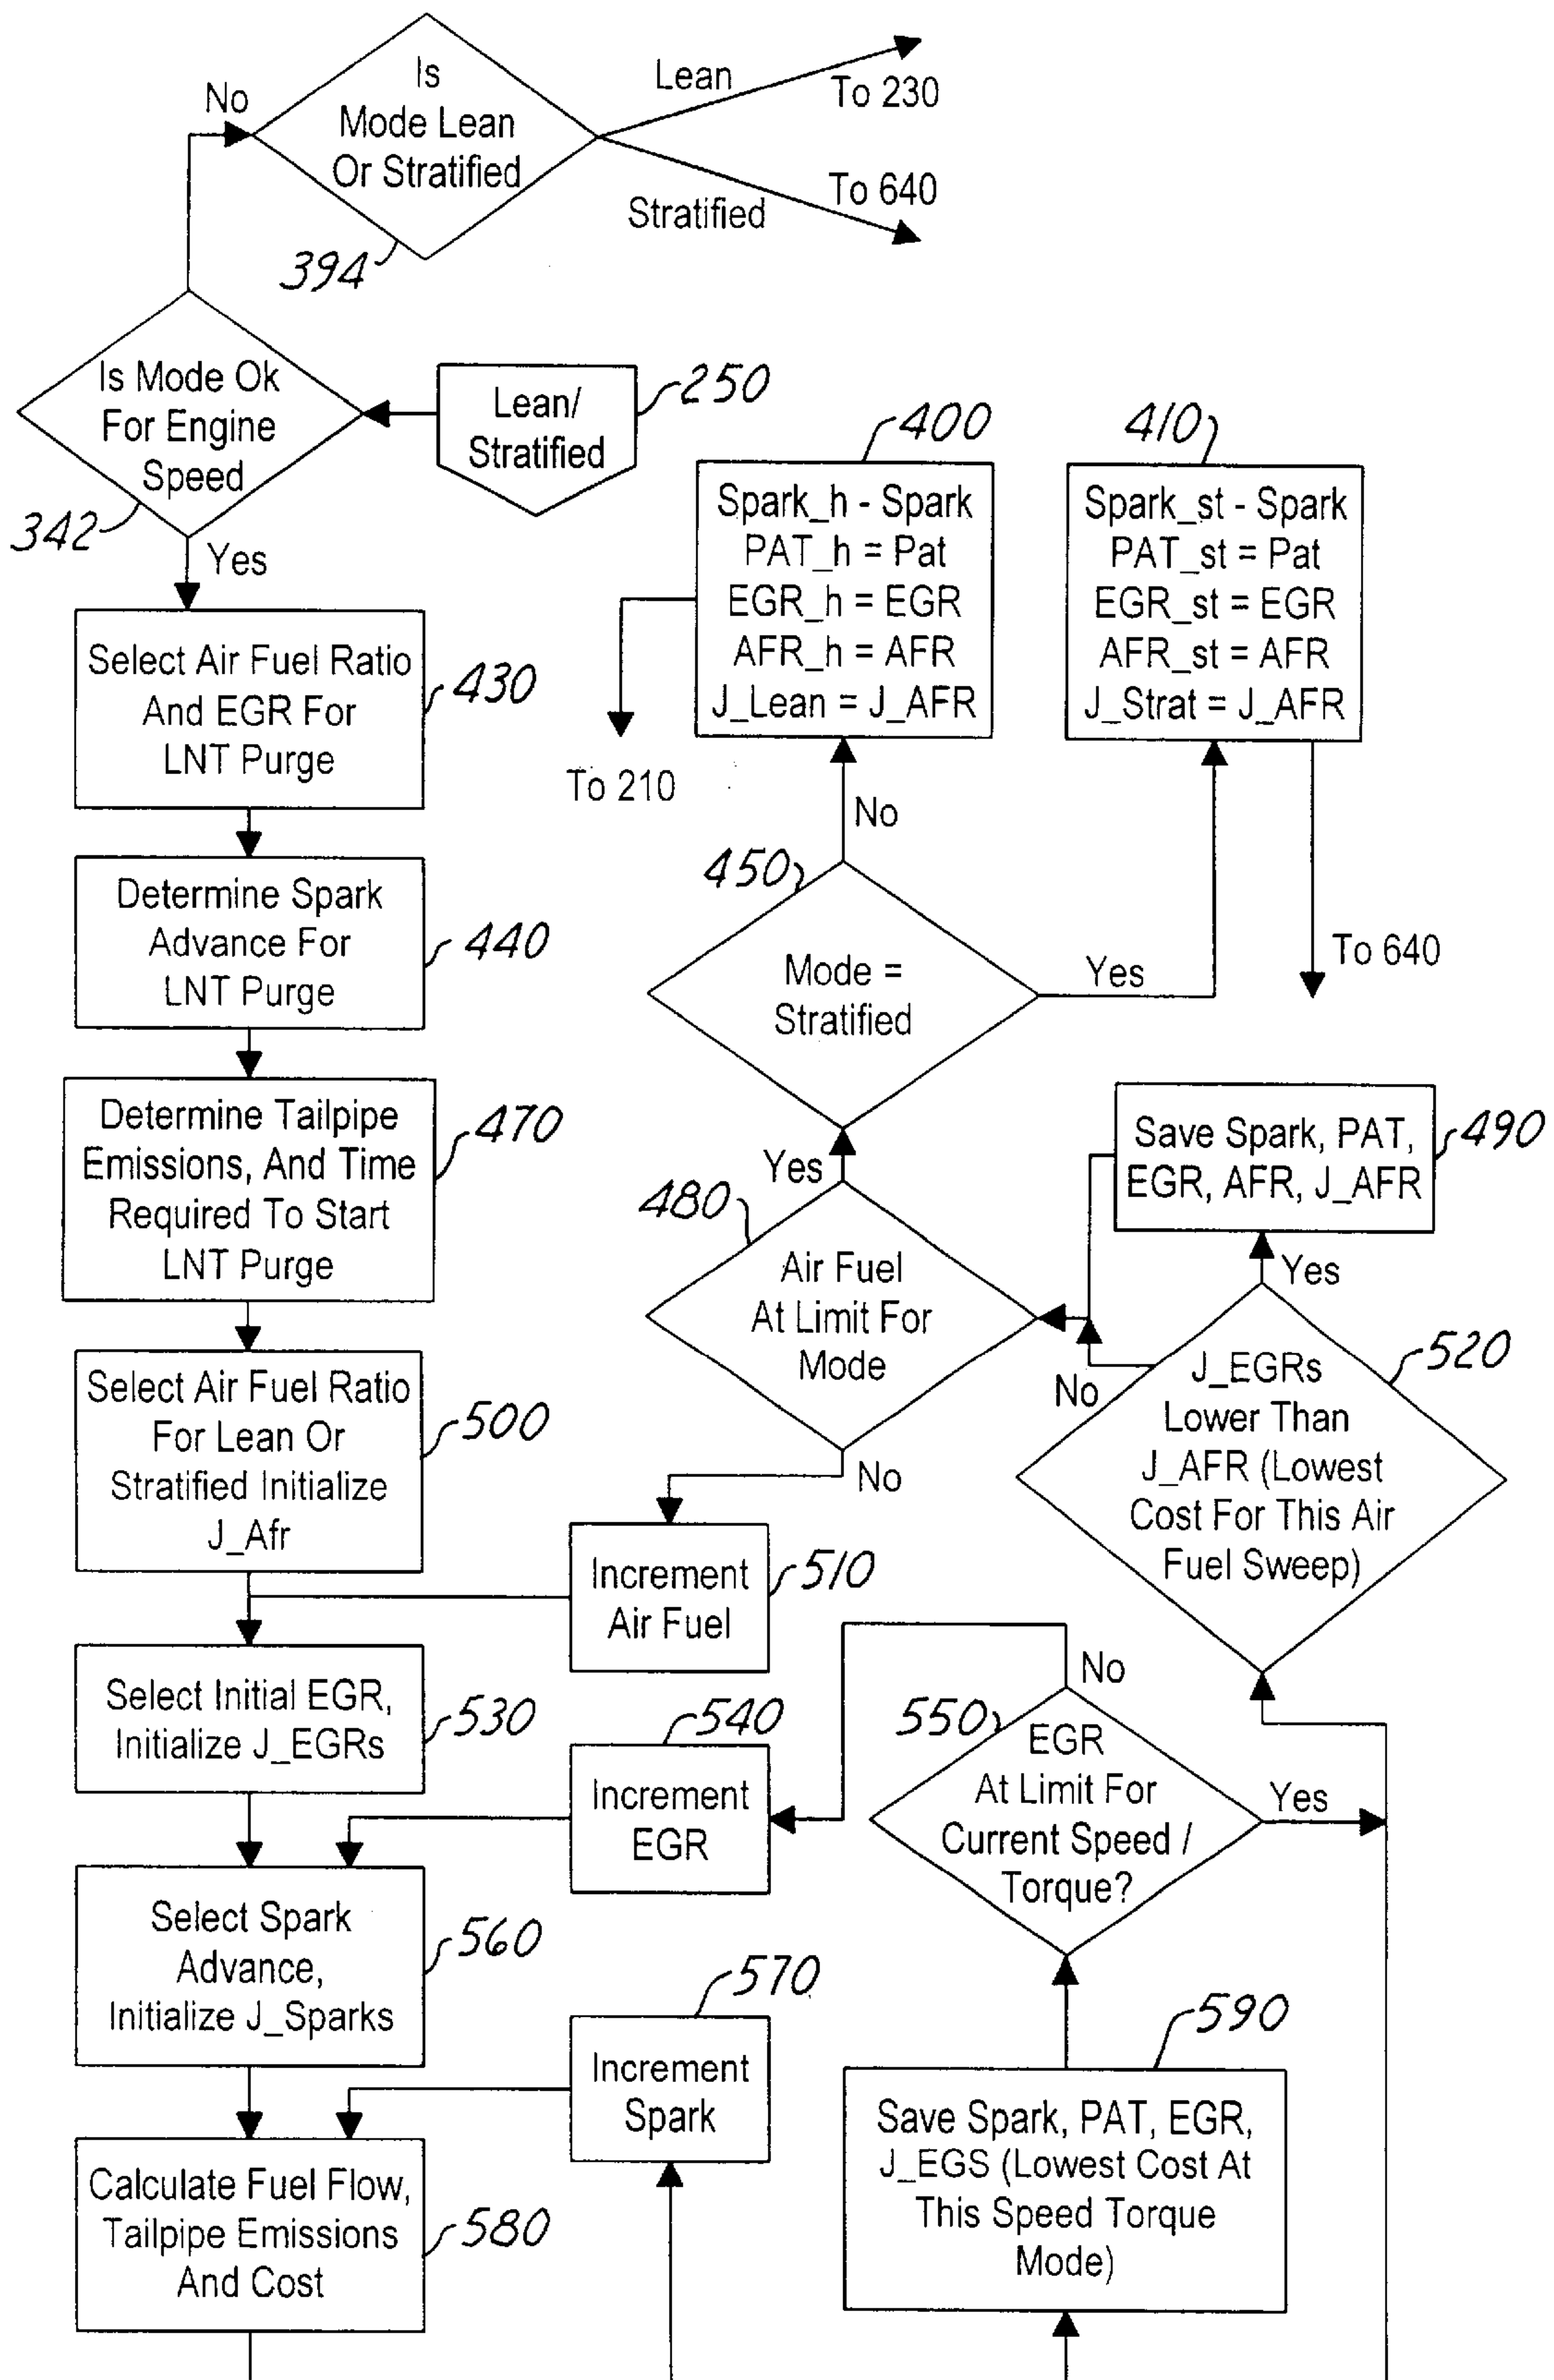 Is
Mode Lean
Or Stratified
No
Lean
To 230
To 640
Stratified
394
Is Mode Ok
For Engine
Speed
342
Yes
Lean/
Stratified
250
400
Spark_h - Spark
PAT_h = Pat
EGR_h = EGR
AFR_h = AFR
J_Lean = J_AFR
To 210
410
Spark_st - Spark
PAT_st = Pat
EGR_st = EGR
AFR_st = AFR
J_Strat = J_AFR
To 640
Select Air Fuel Ratio
And EGR For
LNT Purge
430
Determine Spark
Advance For
LNT Purge
440
No
450
Mode =
Stratified
Yes
Determine Tailpipe
Emissions, And Time
Required To Start
LNT Purge
470
Yes
480
Air Fuel
At Limit For
Mode
No
Save Spark, PAT,
EGR, AFR, J_AFR
490
Yes
J_EGRs
Lower Than
J_AFR (Lowest
Cost For This Air
Fuel Sweep)
520
No
Select Air Fuel Ratio
For Lean Or
Stratified Initialize
J_Afr
500
Increment
Air Fuel
510
Select Initial EGR,
Initialize J_EGRs
530
Increment
EGR
540
No
550
EGR
At Limit For
Current Speed /
Torque?
Yes
Select Spark
Advance,
Initialize J_Sparks
560
Increment
Spark
570
590
Save Spark, PAT, EGR,
J_EGS (Lowest Cost At
This Speed Torque
Mode)
Calculate Fuel Flow,
Tailpipe Emissions
And Cost
580